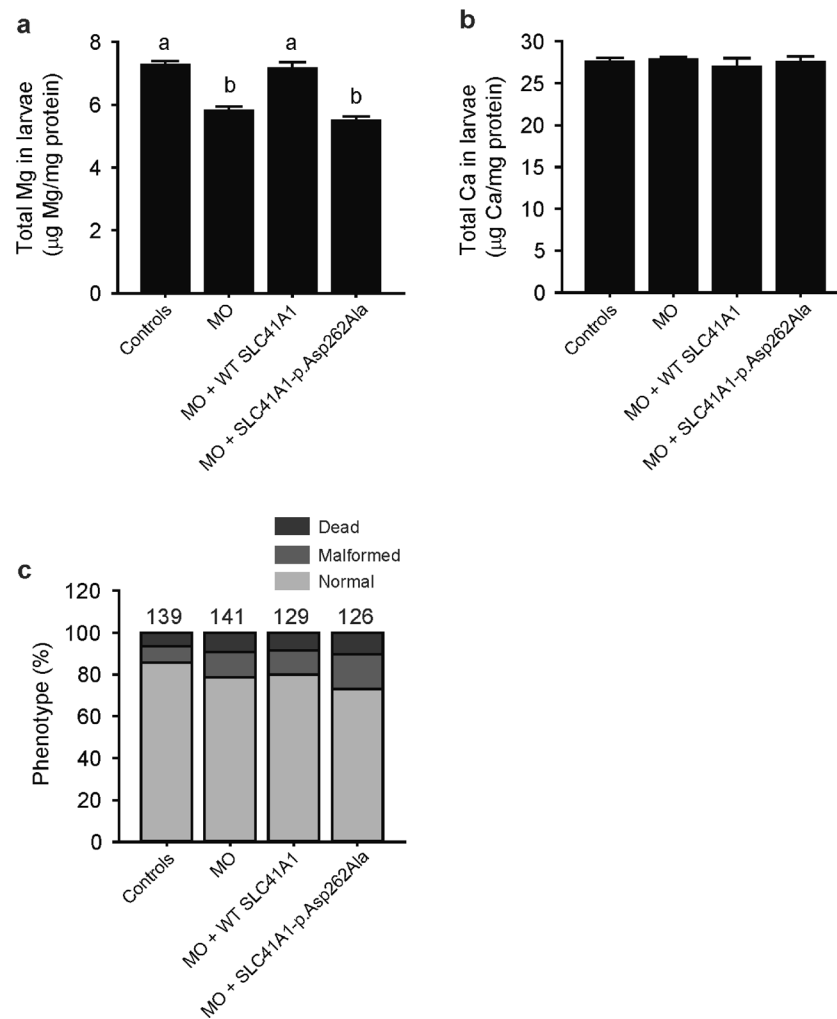 a
Total Mg in larvae
(μg Mg/mg protein)
8
6
4
2
0
a
b
a
b
Controls
MO
MO + WT SLC41A1
MO + SLC41A1-p.Asp262Ala
b
Total Ca in larvae
(μg Ca/mg protein)
30
25
20
15
10
5
0
Controls
MO
MO + WT SLC41A1
MO + SLC41A1-p.Asp262Ala
c
Dead
Malformed
Normal
Phenotype (%)
120
100
80
60
40
20
0
139
141
129
126
Controls
MO
MO + WT SLC41A1
MO + SLC41A1-p.Asp262Ala